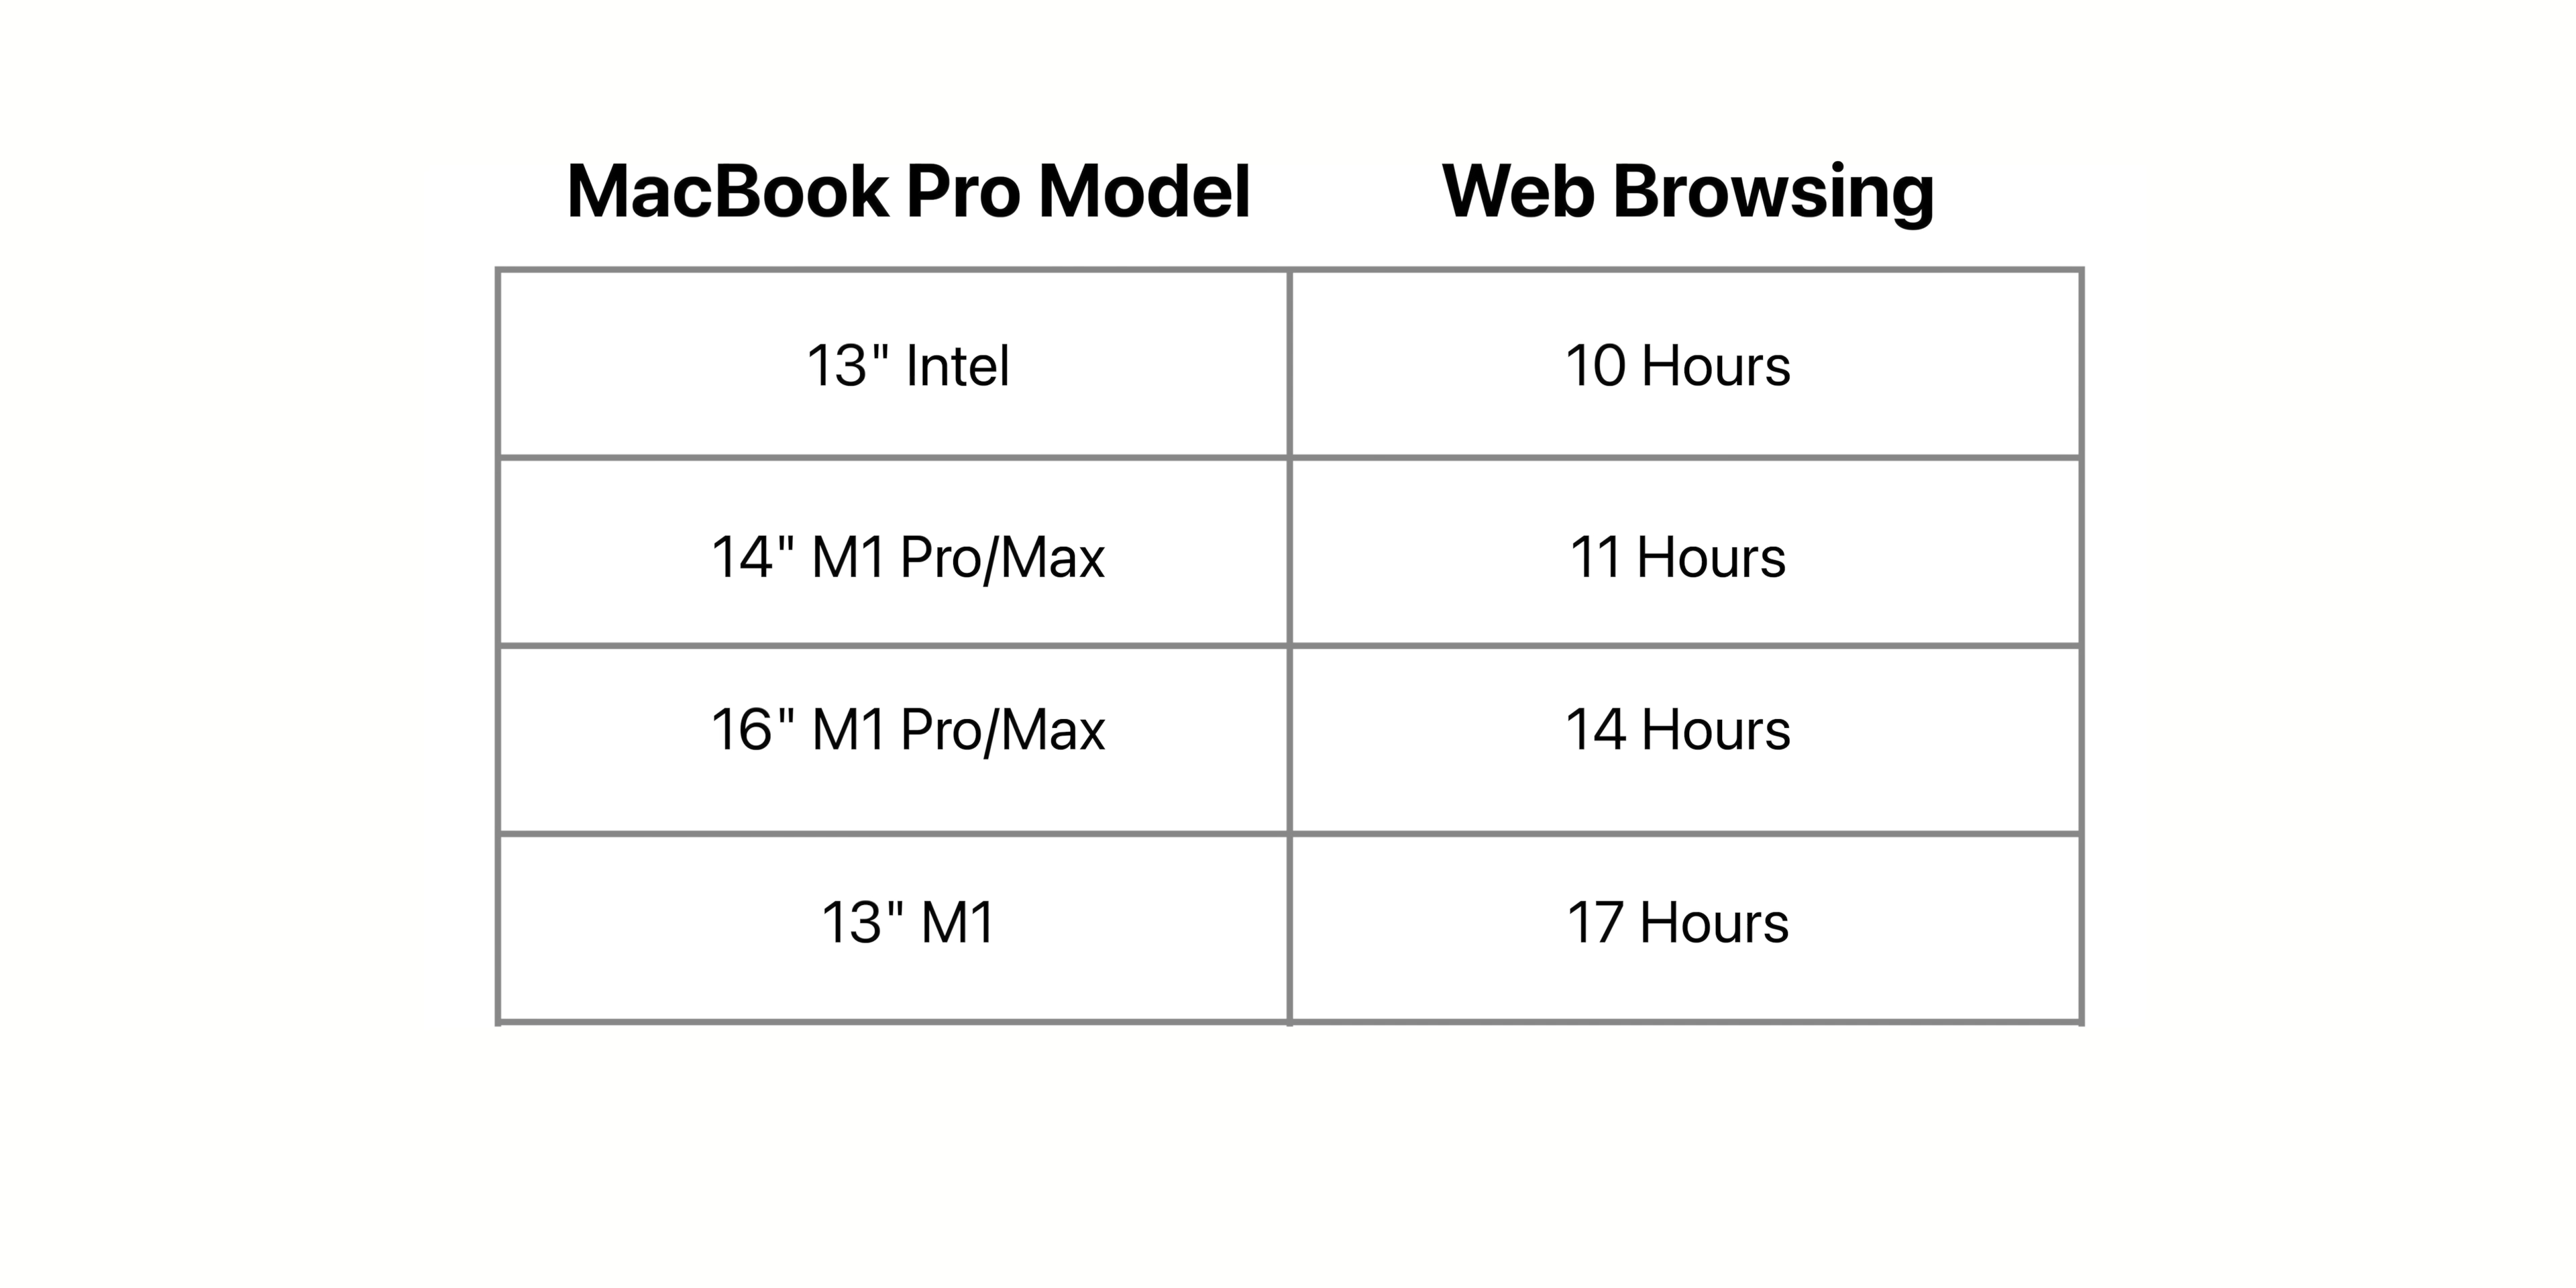 MacBook Pro Model Web Browsing
13" Intel 10 Hours
14" M1 Pro/Max 11 Hours
16" M1 Pro/Max 14 Hours
13" M1 17 Hours